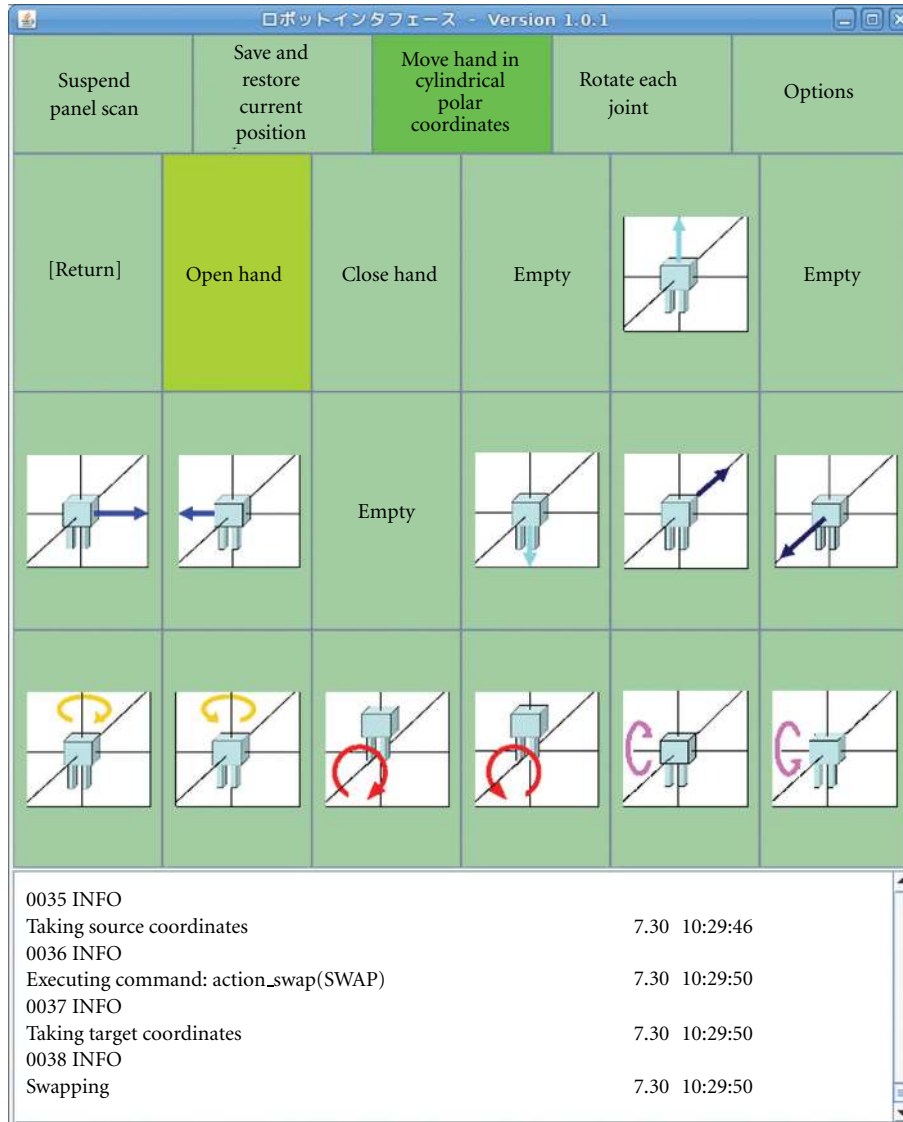 ロボットインタフェース - Version 1.0.1
Suspend
panel scan
Save and
restore
current
position
Move hand in
cylindrical
polar
coordinates
Rotate each
joint
Options
[Return]
Open hand
Close hand
Empty
Empty
Empty
0035 INFO
Taking source coordinates 7.30 10:29:46
0036 INFO
Executing command: action_swap(SWAP) 7.30 10:29:50
0037 INFO
Taking target coordinates 7.30 10:29:50
0038 INFO
Swapping 7.30 10:29:50